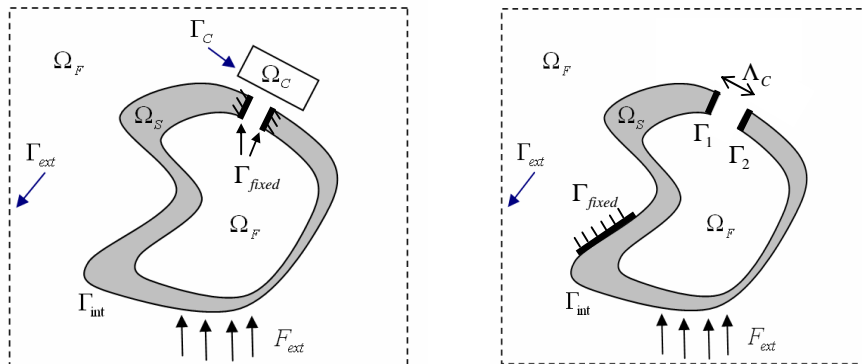 Γ_C
Ω_F
Ω_C
Ω_S
Γ_ext
Γ_fixed
Ω_F
Γ_int
F_ext
Ω_F
Λ_C
Ω_S
Γ_1
Γ_2
Γ_ext
Γ_fixed
Ω_F
Γ_int
F_ext